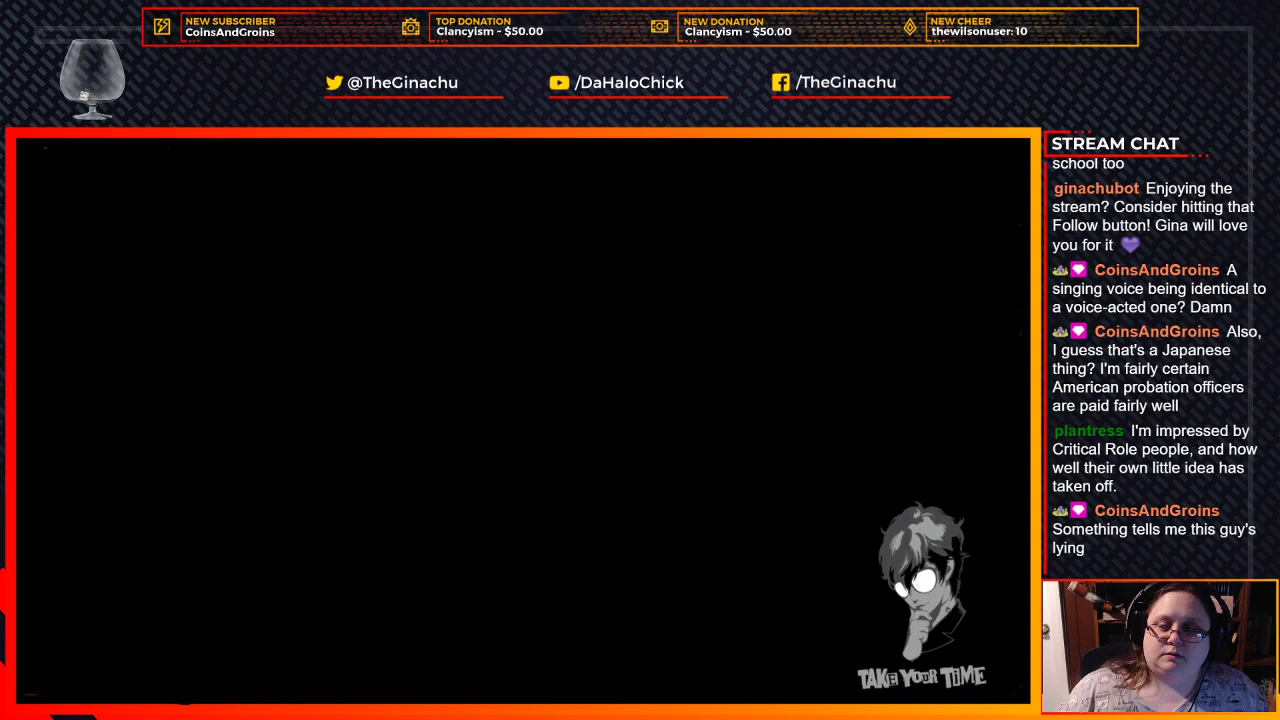 NEW SUBSCRIBER
CoinsAndGroins
TOP DONATION
Clancyism ~ $50.00
NEW DONATION
Clancyism ~ $50.00
NEW CHEER
thewilsonuser: 10
@TheGinachu
/DaHaloChick
/TheGinachu
STREAM CHAT
school too
ginachubot Enjoying the
stream? Consider hitting that
Follow button! Gina will love
you for it
CoinsAndGroins A
singing voice being identical to
a voice-acted one? Damn
CoinsAndGroins Also,
I guess that's a Japanese
thing? I'm fairly certain
American probation officers
are paid fairly well
plantress I'm impressed by
Critical Role people, and how
well their own little idea has
taken off.
CoinsAndGroins
Something tells me this guy's
lying
TAKE YOUR TIME